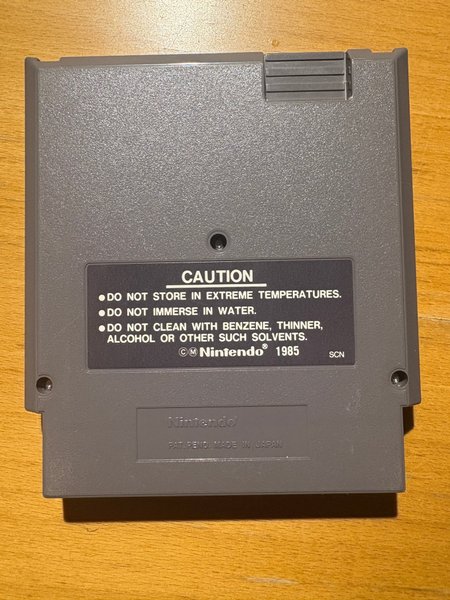 CAUTION
● DO NOT STORE IN EXTREME TEMPERATURES.
● DO NOT IMMERSE IN WATER.
● DO NOT CLEAN WITH BENZENE, THINNER,
ALCOHOL OR OTHER SUCH SOLVENTS.
©Ⓜ Nintendo® 1985 SCN
Nintendo®
PAT. PEND. MADE IN JAPAN